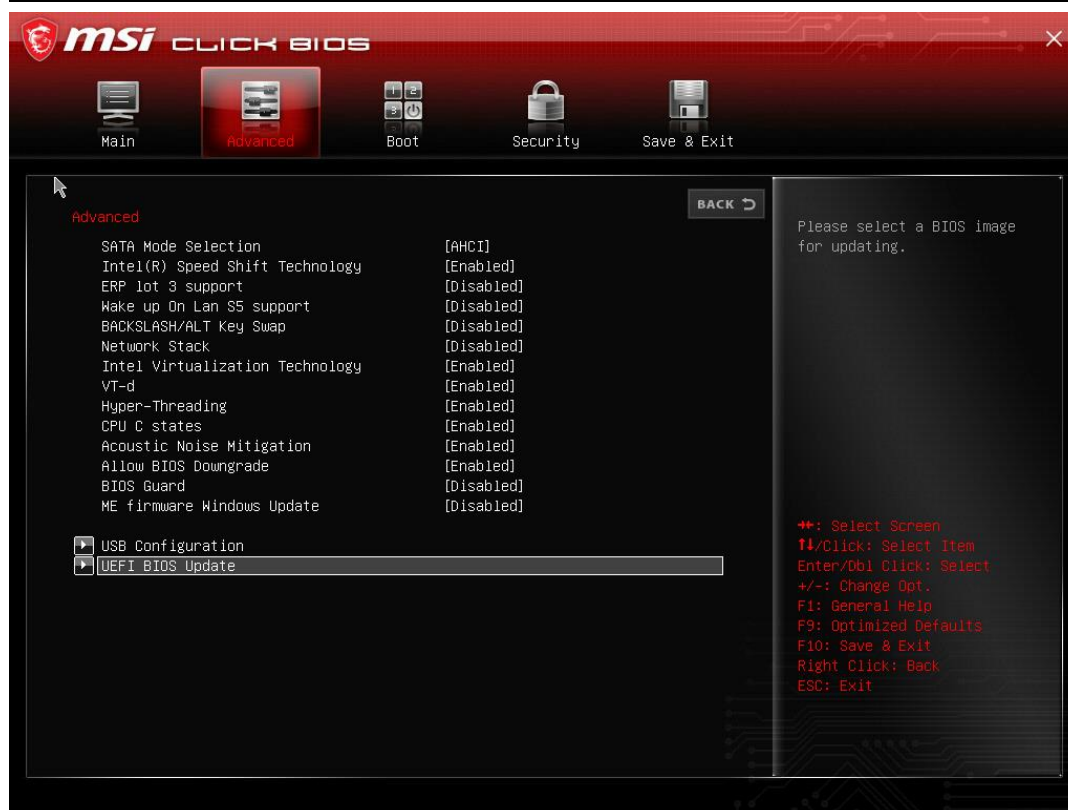 msi CLICK BIOS
Main Advanced Boot Security Save & Exit
BACK
Advanced
SATA Mode Selection [AHCI]
Intel(R) Speed Shift Technology [Enabled]
ERP lot 3 support [Disabled]
Wake up On Lan S5 support [Disabled]
BACKSLASH/ALT Key Swap [Disabled]
Network Stack [Disabled]
Intel Virtualization Technology [Enabled]
VT-d [Enabled]
Hyper-Threading [Enabled]
CPU C states [Enabled]
Acoustic Noise Mitigation [Enabled]
Allow BIOS Downgrade [Enabled]
BIOS Guard [Disabled]
ME firmware Windows Update [Disabled]
USB Configuration
UEFI BIOS Update
Please select a BIOS image
for updating.
→←: Select Screen
↑↓/Click: Select Item
Enter/Dbl Click: Select
+/-: Change Opt.
F1: General Help
F9: Optimized Defaults
F10: Save & Exit
Right Click: Back
ESC: Exit